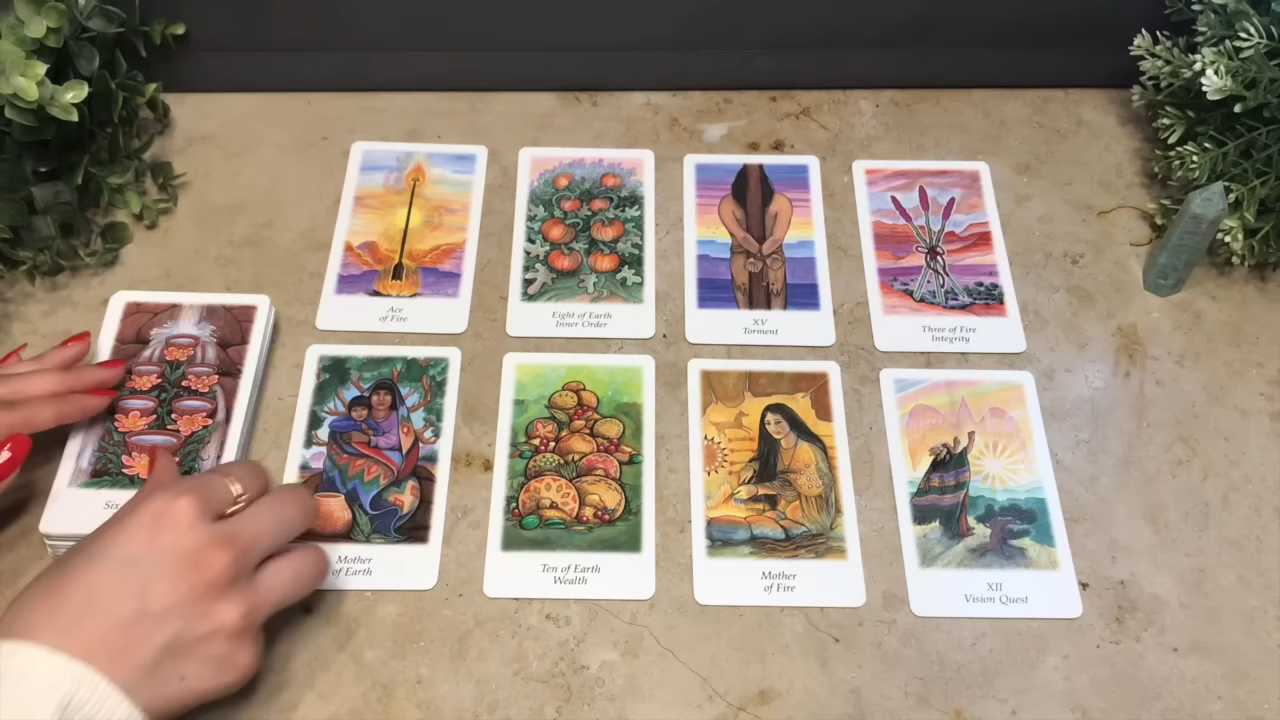 Ace
of Fire
Eight of Earth
Inner Order
XV
Torment
Three of Fire
Integrity
Six
Mother
of Earth
Ten of Earth
Wealth
Mother
of Fire
XII
Vision Quest